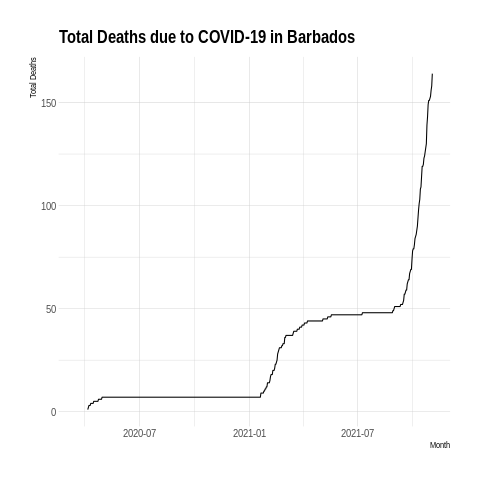 Total Deaths due to COVID-19 in Barbados
Total Deaths
150
100
50
0
2020-07
2021-01
2021-07
Month